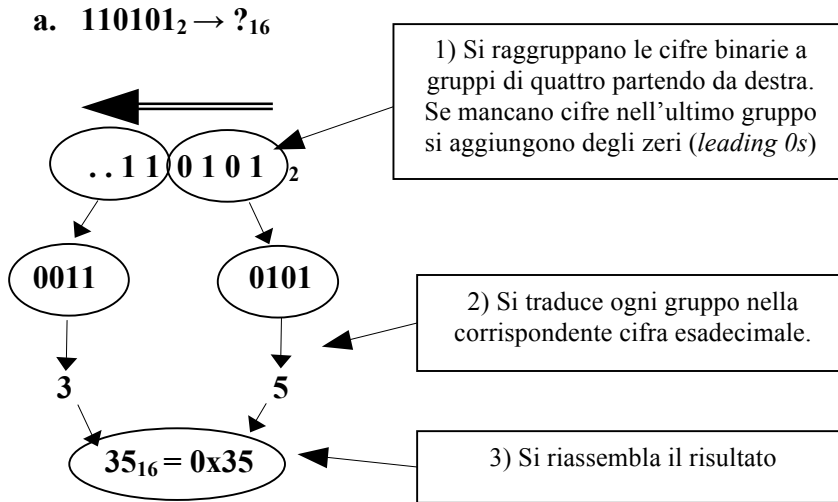 a. 110101₂ → ?₁₆
1) Si raggruppano le cifre binarie a
gruppi di quattro partendo da destra.
Se mancano cifre nell’ultimo gruppo
si aggiungono degli zeri (leading 0s)
. . 1 1 0 1 0 1 ₂
0011
0101
2) Si traduce ogni gruppo nella
corrispondente cifra esadecimale.
3
5
35₁₆ = 0x35
3) Si riassembla il risultato